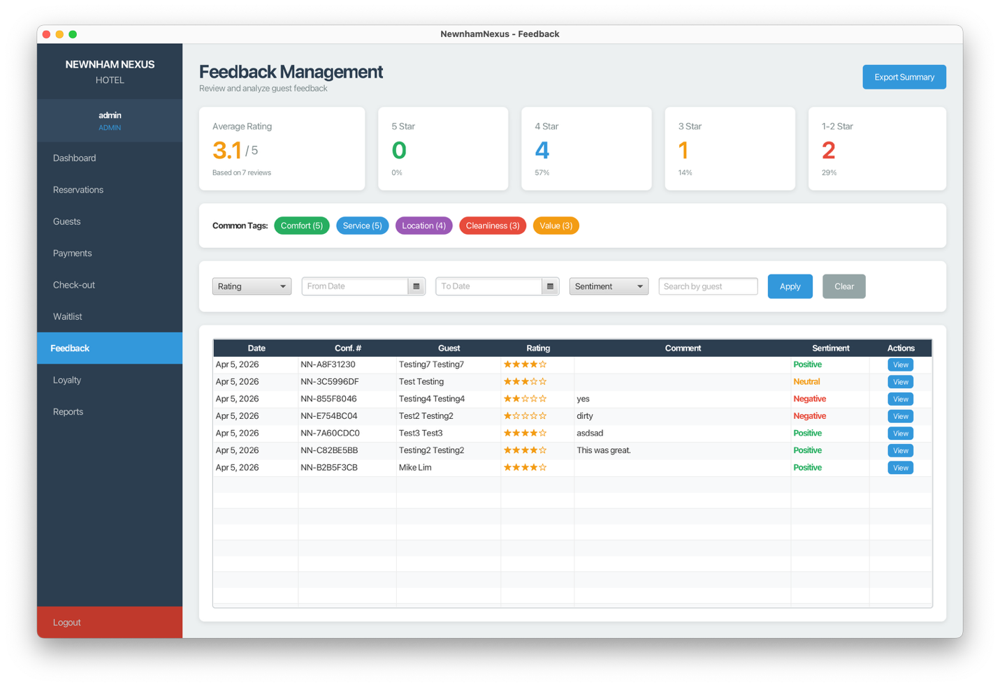 NewnhamNexus - Feedback
NEWNHAM NEXUS
HOTEL
admin
ADMIN
Dashboard
Reservations
Guests
Payments
Check-out
Waitlist
Feedback
Loyalty
Reports
Logout
Feedback Management
Review and analyze guest feedback
Export Summary
Average Rating
3.1 / 5
Based on 7 reviews
5 Star
0
0%
4 Star
4
57%
3 Star
1
14%
1-2 Star
2
29%
Common Tags: Comfort (5) Service (5) Location (4) Cleanliness (3) Value (3)
Rating From Date To Date Sentiment Search by guest Apply Clear
Date Conf. # Guest Rating Comment Sentiment Actions
Apr 5, 2026 NN-A8F31230 Testing7 Testing7 ★★★★☆ Positive View
Apr 5, 2026 NN-3C5996DF Test Testing ★★★☆☆ Neutral View
Apr 5, 2026 NN-855F8046 Testing4 Testing4 ★★☆☆☆ yes Negative View
Apr 5, 2026 NN-E754BC04 Test2 Testing2 ★☆☆☆☆ dirty Negative View
Apr 5, 2026 NN-7A60CDC0 Test3 Test3 ★★★★☆ asdsad Positive View
Apr 5, 2026 NN-C82BE5BB Testing2 Testing2 ★★★★☆ This was great. Positive View
Apr 5, 2026 NN-B2B5F3CB Mike Lim ★★★★☆ Positive View